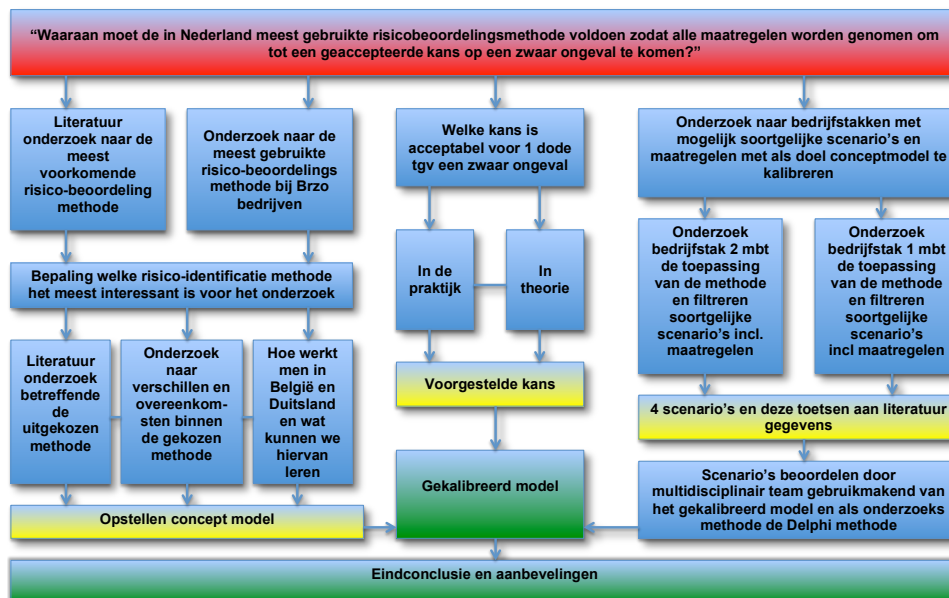 “Waaraan moet de in Nederland meest gebruikte risicobeoordelingsmethode voldoen zodat alle maatregelen worden genomen om
tot een geaccepteerde kans op een zwaar ongeval te komen?”
Literatuur
onderzoek naar de
meest
voorkomende
risico-beoordeling
methode
Onderzoek naar de
meest gebruikte
risico-beoordelings
methode bij Brzo
bedrijven
Welke kans is
acceptabel voor 1 dode
tgv een zwaar ongeval
Onderzoek naar bedrijfstakken met
mogelijk soortgelijke scenario’s en
maatregelen met als doel conceptmodel te
kalibreren
Bepaling welke risico-identificatie methode
het meest interessant is voor het onderzoek
In de
praktijk
In
theorie
Onderzoek
bedrijfstak 2 mbt
de toepassing
van de methode
en filtreren
soortgelijke
scenario’s incl.
maatregelen
Onderzoek
bedrijfstak 1 mbt
de toepassing
van de methode
en filtreren
soortgelijke
scenario’s
incl maatregelen
Literatuur
onderzoek
betreffende
de
uitgekozen
methode
Onderzoek
naar
verschillen en
overeenkom-
sten binnen
de gekozen
methode
Hoe werkt
men in
België en
Duitsland
en wat
kunnen we
hiervan
leren
Voorgestelde kans
4 scenario’s en deze toetsen aan literatuur
gegevens
Opstellen concept model
Gekalibreerd model
Scenario’s beoordelen door
multidisciplinair team gebruikmakend van
het gekalibreerd model en als onderzoeks
methode de Delphi methode
Eindconclusie en aanbevelingen